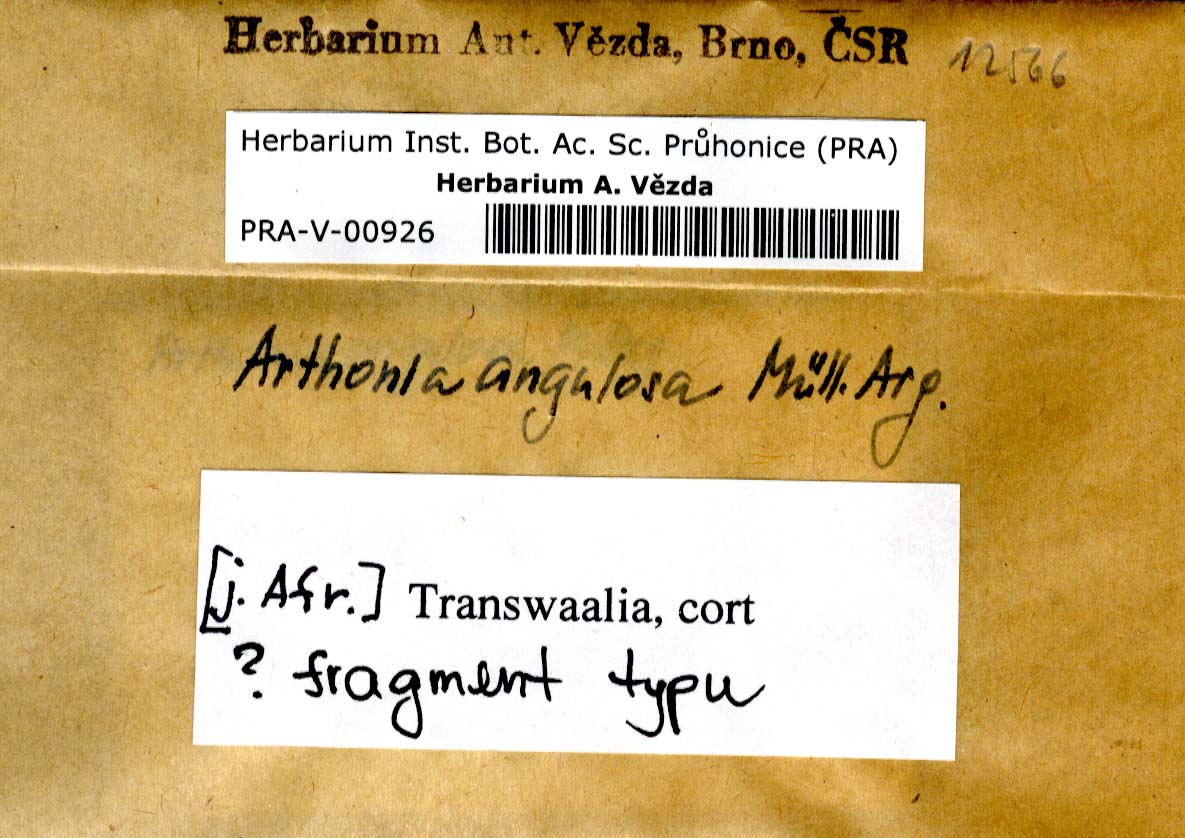 Herbarium Ant. Vězda, Brno, ČSR 12566
Herbarium Inst. Bot. Ac. Sc. Průhonice (PRA)
Herbarium A. Vězda
PRA-V-00926
Arthonia angulosa Müll. Arg.
[j. Afr.] Transwaalia, cort
? fragment typu